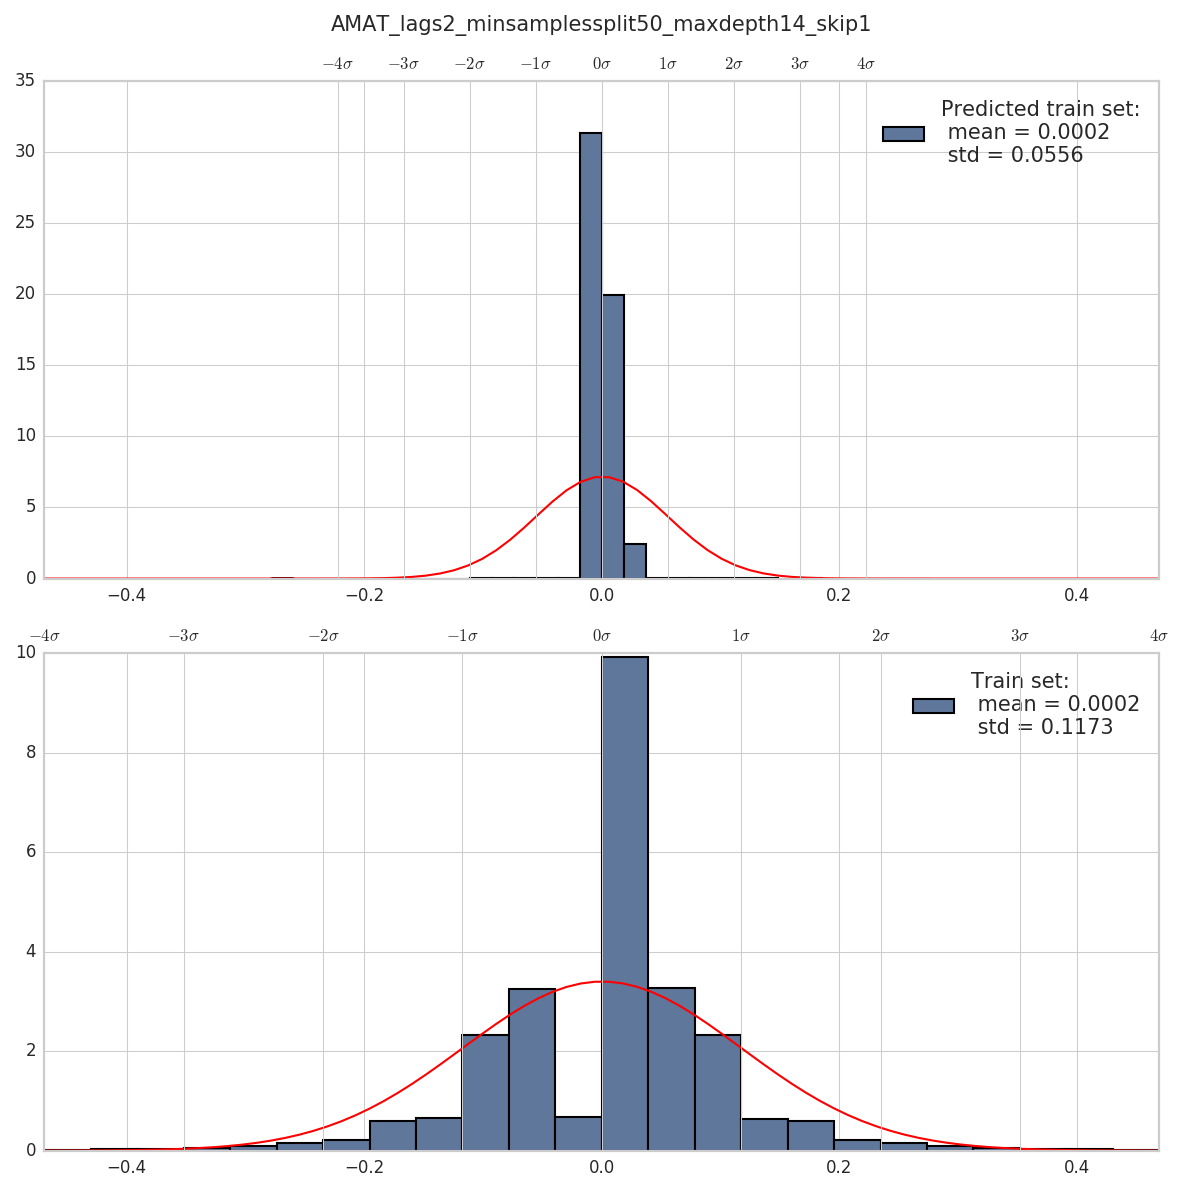 AMAT_lags2_minsamplessplit50_maxdepth14_skip1
−4σ −3σ −2σ −1σ 0σ 1σ 2σ 3σ 4σ
35
30
25
20
15
10
5
0
Predicted train set:
mean = 0.0002
std = 0.0556
−0.4 −0.2 0.0 0.2 0.4
−4σ −3σ −2σ −1σ 0σ 1σ 2σ 3σ 4σ
10
8
6
4
2
0
Train set:
mean = 0.0002
std = 0.1173
−0.4 −0.2 0.0 0.2 0.4